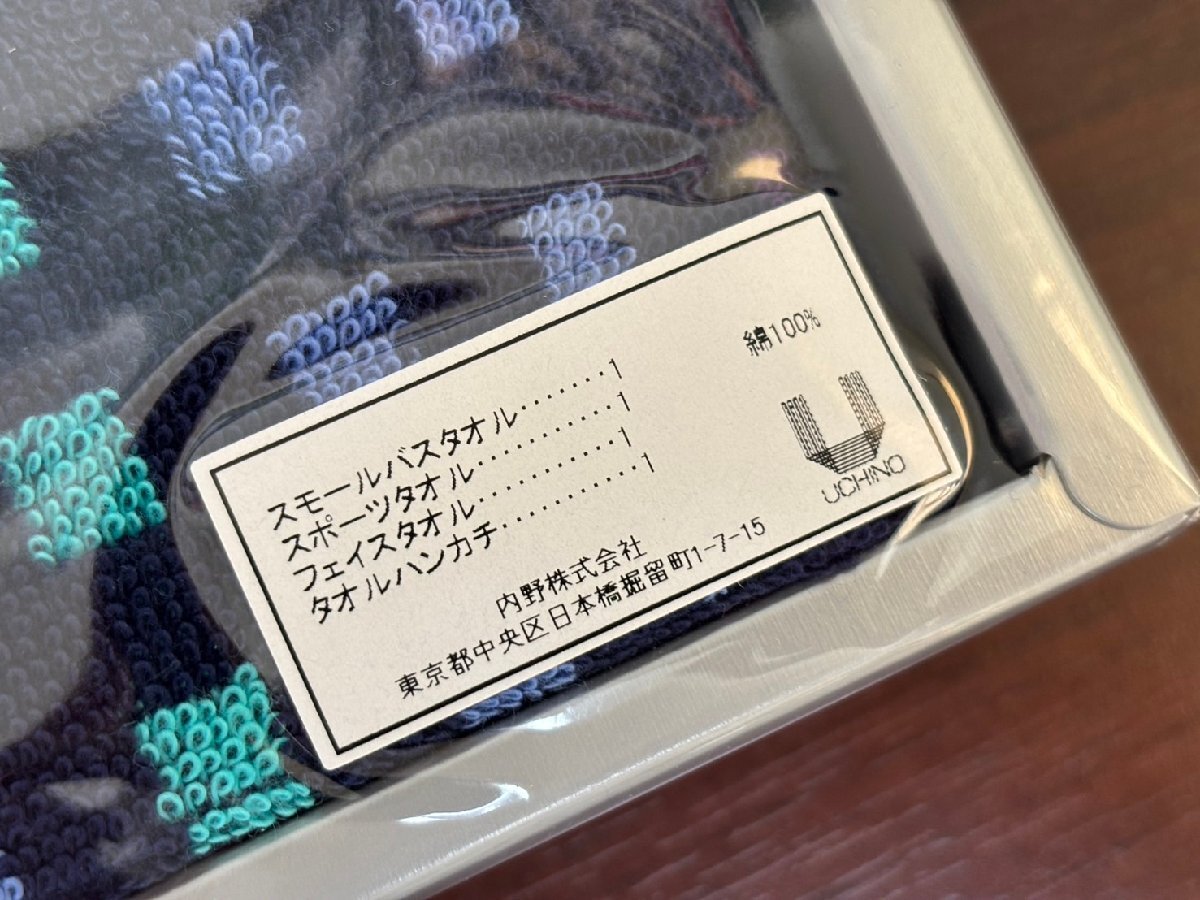 スモールバスタオル・・・・・・・1
スポーツタオル・・・・・・・・・・・1
フェイスタオル・・・・・・・・・・・1
タオルハンカチ・・・・・・・・・・・1
綿100%
UCHINO
内野株式会社
東京都中央区日本橋堀留町1-7-15